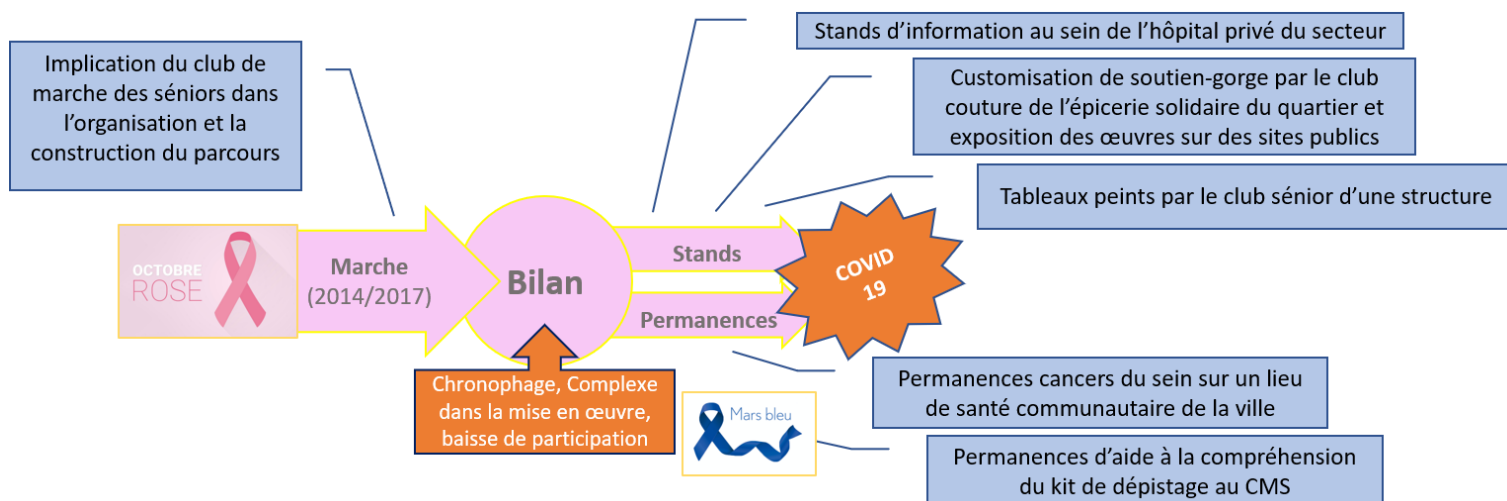 Implication du club de
marche des séniors dans
l’organisation et la
construction du parcours
Stands d’information au sein de l’hôpital privé du secteur
Customisation de soutien-gorge par le club
couture de l’épicerie solidaire du quartier et
exposition des œuvres sur des sites publics
Tableaux peints par le club sénior d’une structure
OCTOBRE
ROSE
Marche
(2014/2017)
Bilan
Stands
Permanences
COVID
19
Chronophage, Complexe
dans la mise en œuvre,
baisse de participation
Mars bleu
Permanences cancers du sein sur un lieu
de santé communautaire de la ville
Permanences d’aide à la compréhension
du kit de dépistage au CMS